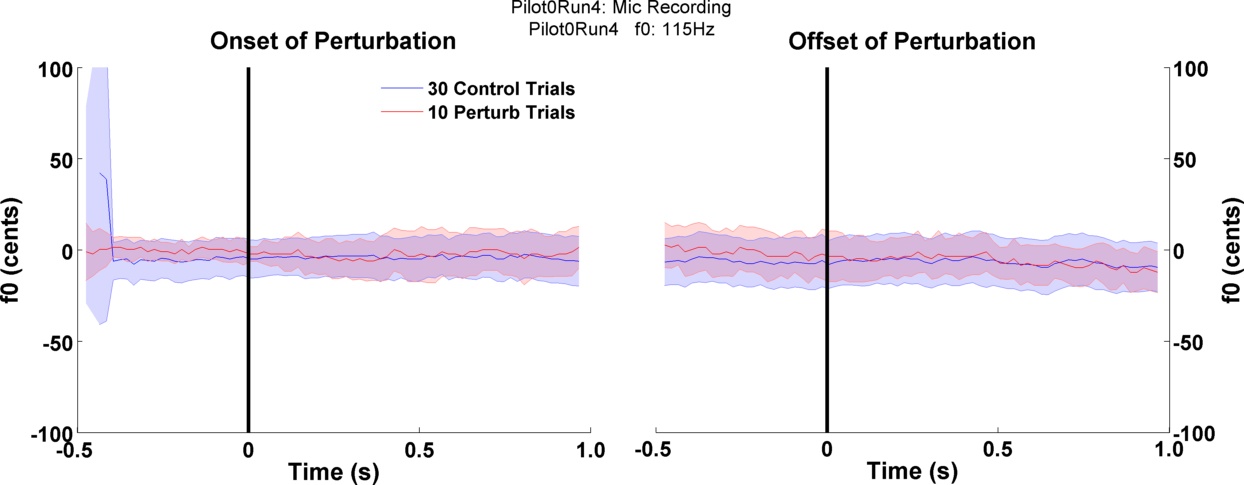 Pilot0Run4: Mic Recording
Pilot0Run4 f0: 115Hz
Onset of Perturbation
Offset of Perturbation
30 Control Trials
10 Perturb Trials
f0 (cents)
100
50
0
-50
-100
-0.5
0
0.5
1.0
Time (s)
-0.5
0
0.5
1.0
Time (s)
100
50
0
-50
-100
f0 (cents)